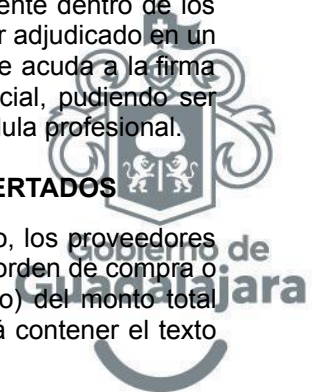 ente dentro de los
r adjudicado en un
e acuda a la firma
cial, pudiendo ser
dula profesional.
ERTADOS
o, los proveedores
Gobierno de
orden de compra o
Guadalajara
o) del monto total
á contener el texto